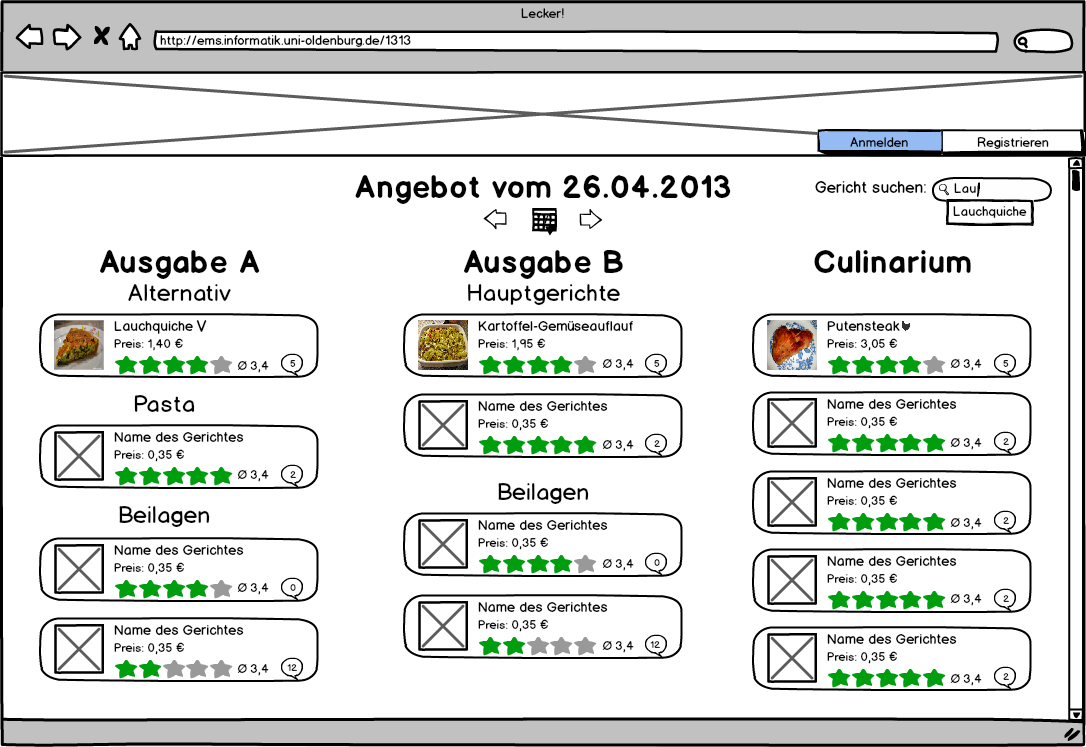 Lecker!
http://ems.informatik.uni-oldenburg.de/1313
Anmelden
Registrieren
Angebot vom 26.04.2013
Gericht suchen:
Lau
Lauchquiche
Ausgabe A
Alternativ
Lauchquiche V
Preis: 1,40 €
Ø 3,4
5
Pasta
Name des Gerichtes
Preis: 0,35 €
Ø 3,4
2
Beilagen
Name des Gerichtes
Preis: 0,35 €
Ø 3,4
0
Name des Gerichtes
Preis: 0,35 €
Ø 3,4
12
Ausgabe B
Hauptgerichte
Kartoffel-Gemüseauflauf
Preis: 1,95 €
Ø 3,4
5
Name des Gerichtes
Preis: 0,35 €
Ø 3,4
2
Beilagen
Name des Gerichtes
Preis: 0,35 €
Ø 3,4
0
Name des Gerichtes
Preis: 0,35 €
Ø 3,4
12
Culinarium
Putensteak
Preis: 3,05 €
Ø 3,4
5
Name des Gerichtes
Preis: 0,35 €
Ø 3,4
2
Name des Gerichtes
Preis: 0,35 €
Ø 3,4
2
Name des Gerichtes
Preis: 0,35 €
Ø 3,4
2
Name des Gerichtes
Preis: 0,35 €
Ø 3,4
2